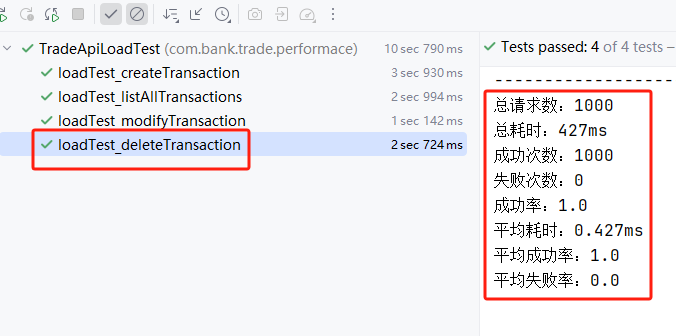 TradeApiLoadTest (com.bank.trade.performace) 10 sec 790 ms
loadTest_createTransaction 3 sec 930 ms
loadTest_listAllTransactions 2 sec 994 ms
loadTest_modifyTransaction 1 sec 142 ms
loadTest_deleteTransaction 2 sec 724 ms
Tests passed: 4 of 4 tests –
--------------------
总请求数：1000
总耗时：427ms
成功次数：1000
失败次数：0
成功率：1.0
平均耗时：0.427ms
平均成功率：1.0
平均失败率：0.0